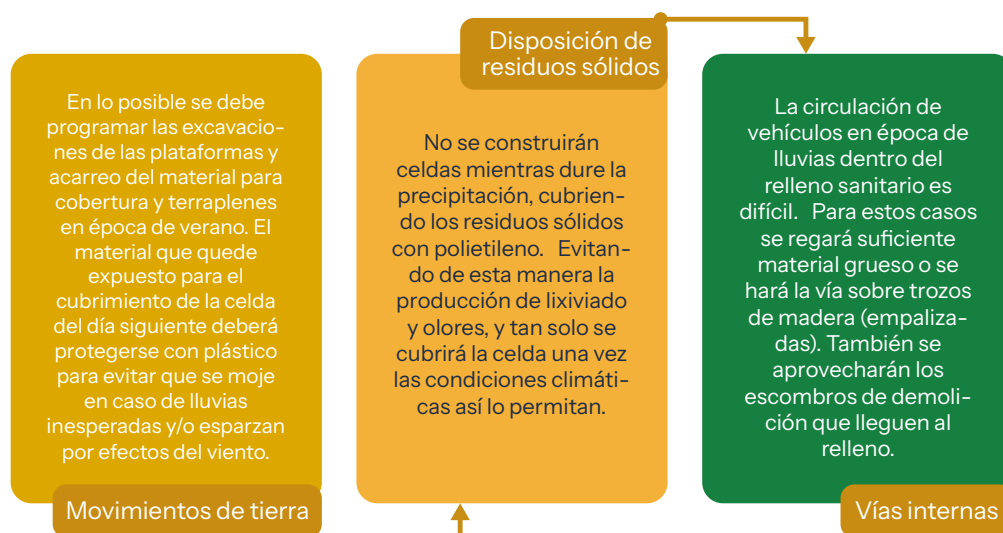 En lo posible se debe
programar las excavacio-
nes de las plataformas y
acarreo del material para
cobertura y terraplenes
en época de verano. El
material que quede
expuesto para el
cubrimiento de la celda
del día siguiente deberá
protegerse con plástico
para evitar que se moje
en caso de lluvias
inesperadas y/o esparzan
por efectos del viento.
Movimientos de tierra
Disposición de
residuos sólidos
No se construirán
celdas mientras dure la
precipitación, cubrien-
do los residuos sólidos
con polietileno. Evitan-
do de esta manera la
producción de lixiviado
y olores, y tan solo se
cubrirá la celda una vez
las condiciones climáti-
cas así lo permitan.
La circulación de
vehículos en época de
lluvias dentro del
relleno sanitario es
difícil. Para estos casos
se regará suficiente
material grueso o se
hará la vía sobre trozos
de madera (empaliza-
das). También se
aprovecharán los
escombros de demoli-
ción que lleguen al
relleno.
Vías internas